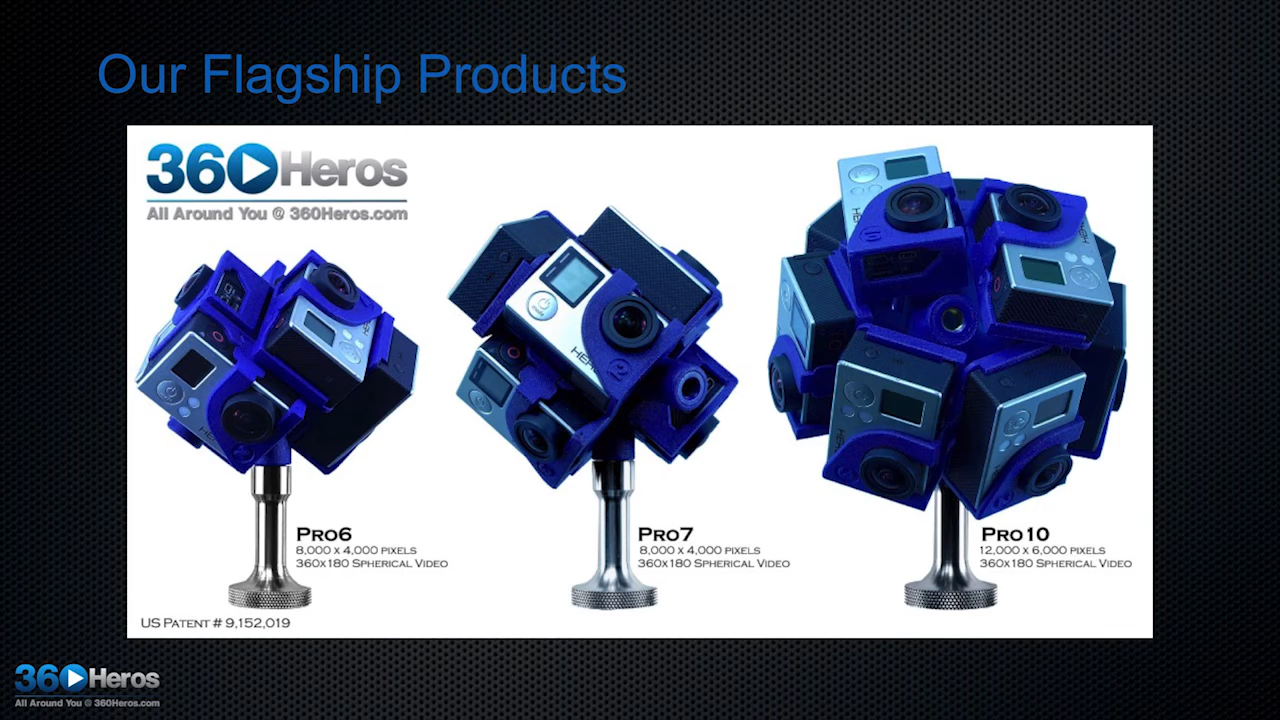 Our Flagship Products
360Heros
All Around You @ 360Heros.com
HERO
HERO
PRO6
8,000 X 4,000 PIXELS
360X180 SPHERICAL VIDEO
PRO7
8,000 X 4,000 PIXELS
360X180 SPHERICAL VIDEO
PRO10
12,000 X 6,000 PIXELS
360X180 SPHERICAL VIDEO
US PATENT # 9,152,019
360Heros
All Around You @ 360Heros.com